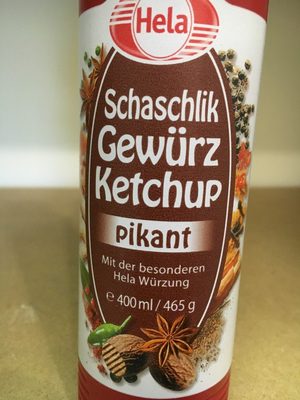 Hela
Schaschlik
Gewürz
Ketchup
pikant
Mit der besonderen
Hela Würzung
℮ 400 ml / 465 g